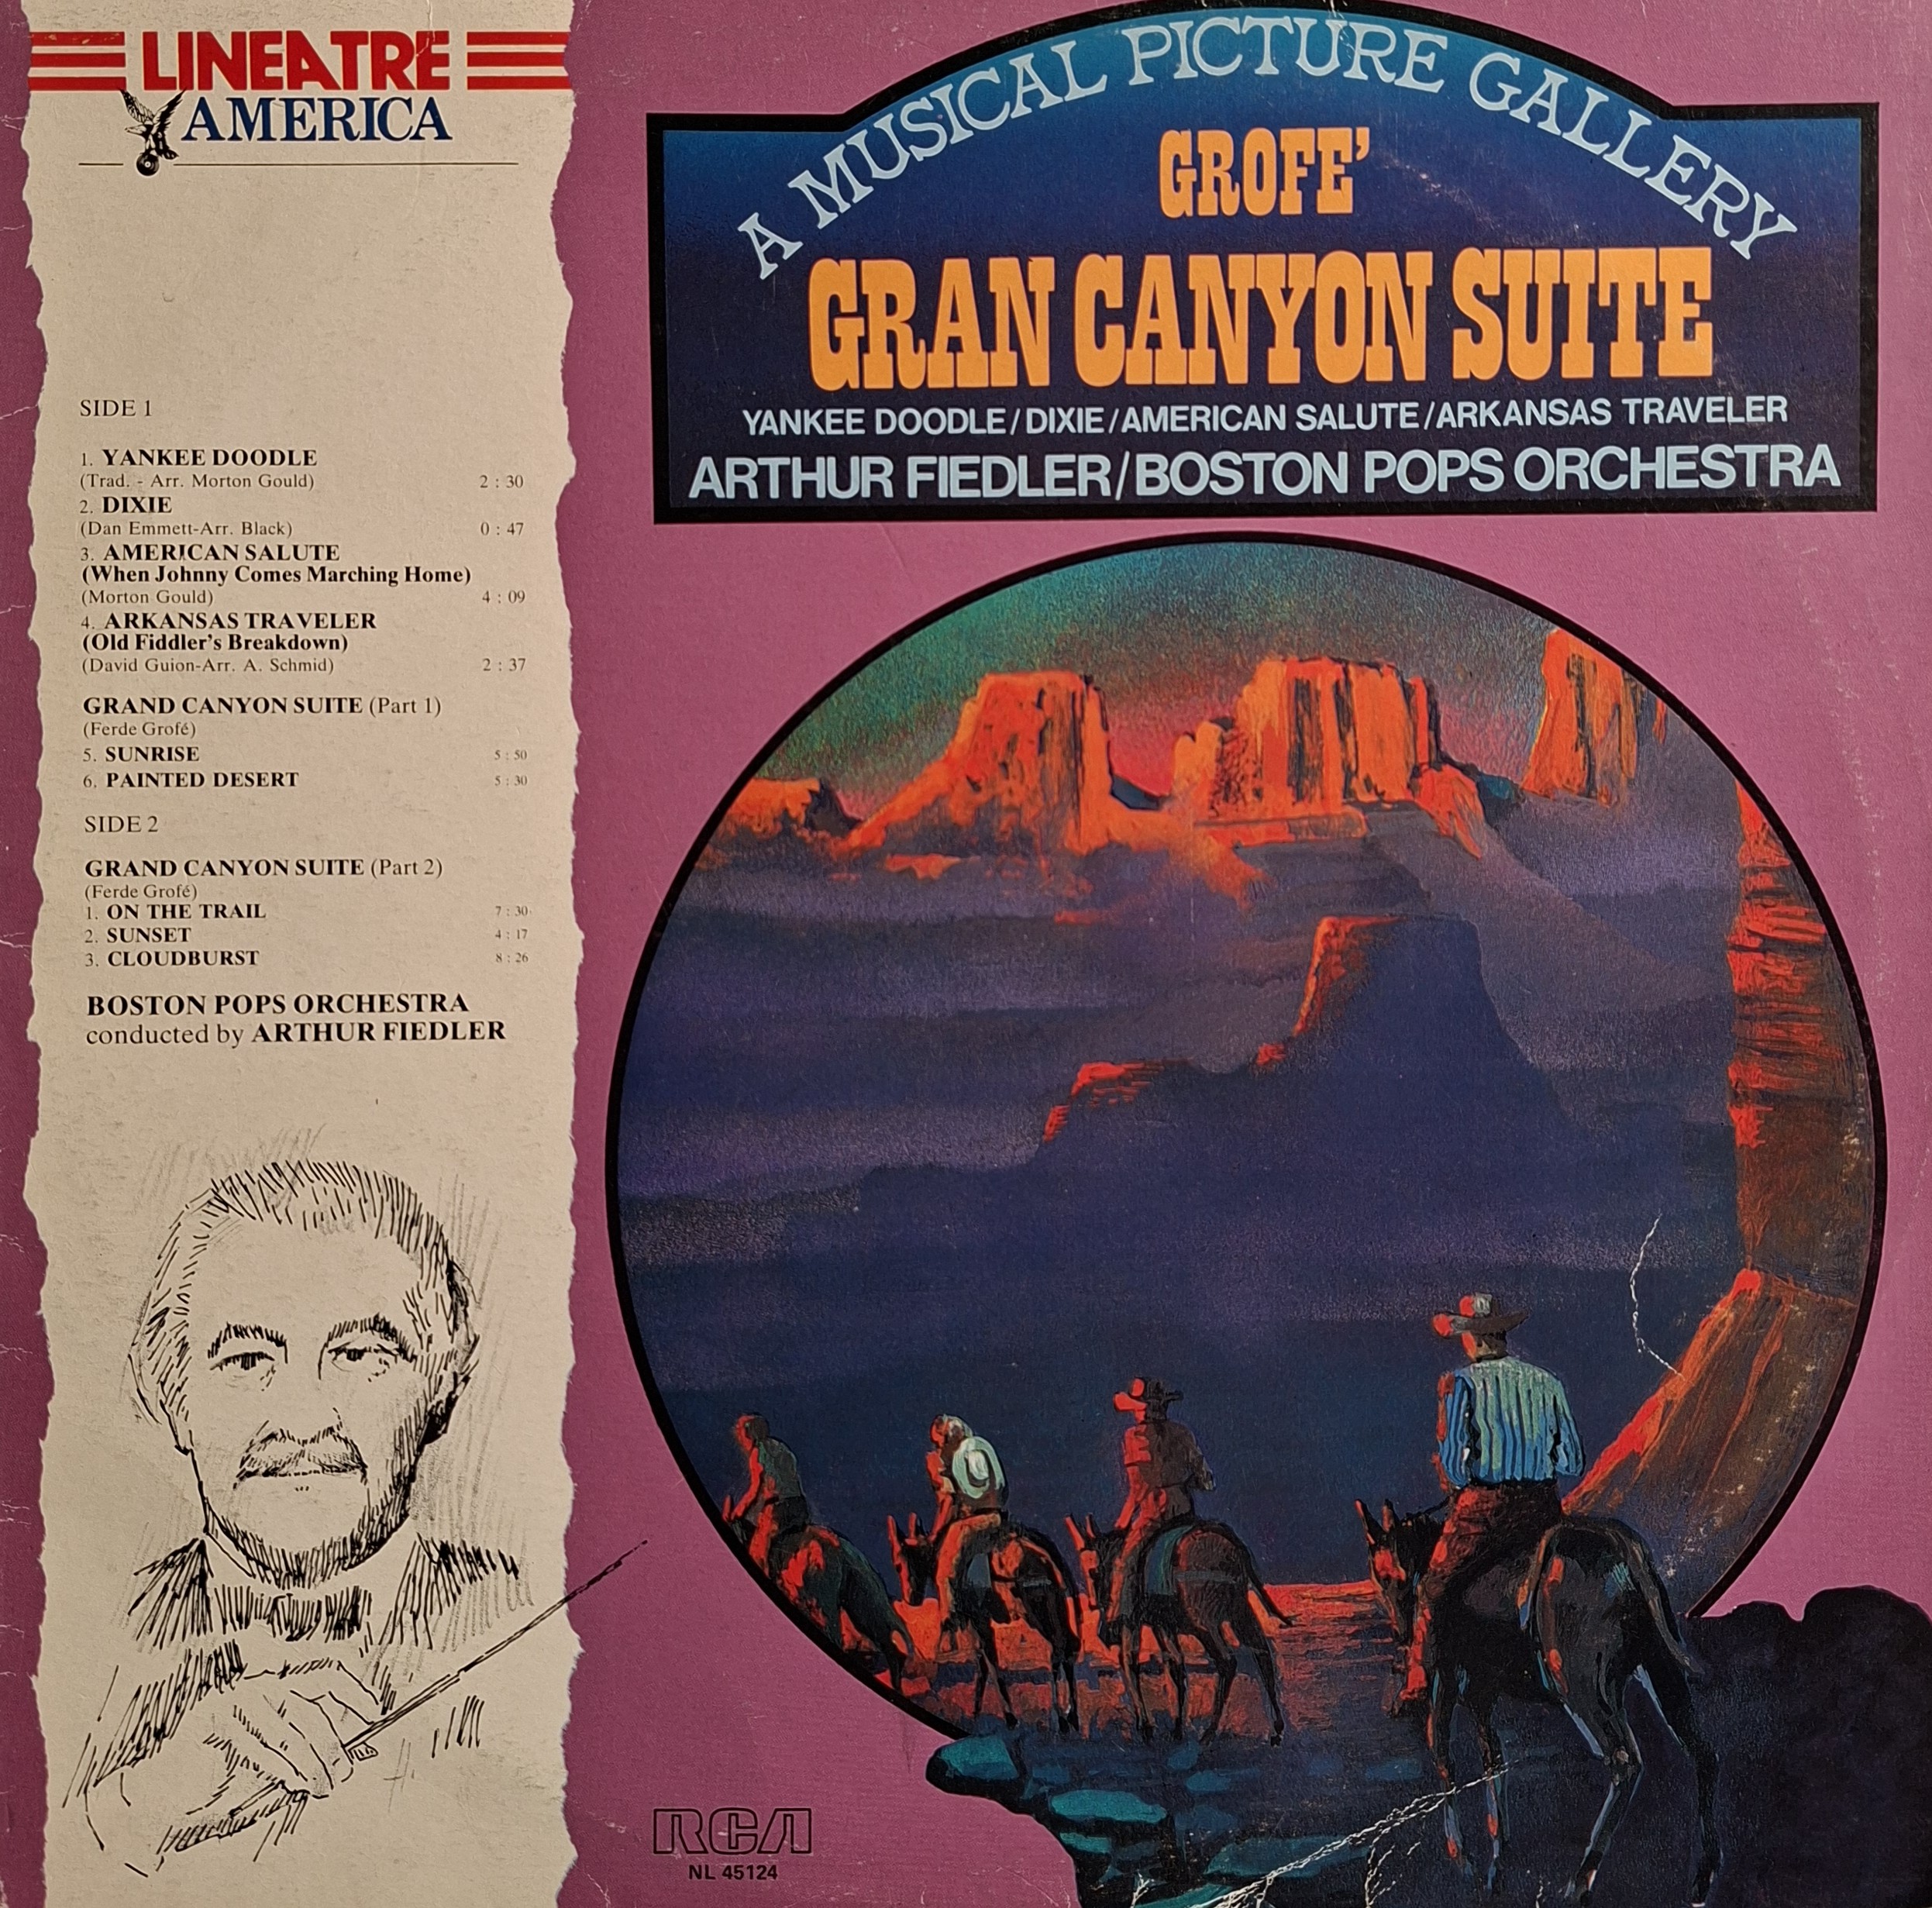 LINEATRE
AMERICA
SIDE 1
1. YANKEE DOODLE
(Trad. - Arr. Morton Gould) 2 : 30
2. DIXIE
(Dan Emmett-Arr. Black) 0 : 47
3. AMERICAN SALUTE
(When Johnny Comes Marching Home)
(Morton Gould) 4 : 09
4. ARKANSAS TRAVELER
(Old Fiddler's Breakdown)
(David Guion-Arr. A. Schmid) 2 : 37
GRAND CANYON SUITE (Part 1)
(Ferde Grofé)
5. SUNRISE 5 : 50
6. PAINTED DESERT 5 : 30
SIDE 2
GRAND CANYON SUITE (Part 2)
(Ferde Grofé)
1. ON THE TRAIL 7 : 30
2. SUNSET 4 : 17
3. CLOUDBURST 8 : 26
BOSTON POPS ORCHESTRA
conducted by ARTHUR FIEDLER
A MUSICAL PICTURE GALLERY
GROFE'
GRAN CANYON SUITE
YANKEE DOODLE/DIXIE/AMERICAN SALUTE/ARKANSAS TRAVELER
ARTHUR FIEDLER/BOSTON POPS ORCHESTRA
RCA
NL 45124